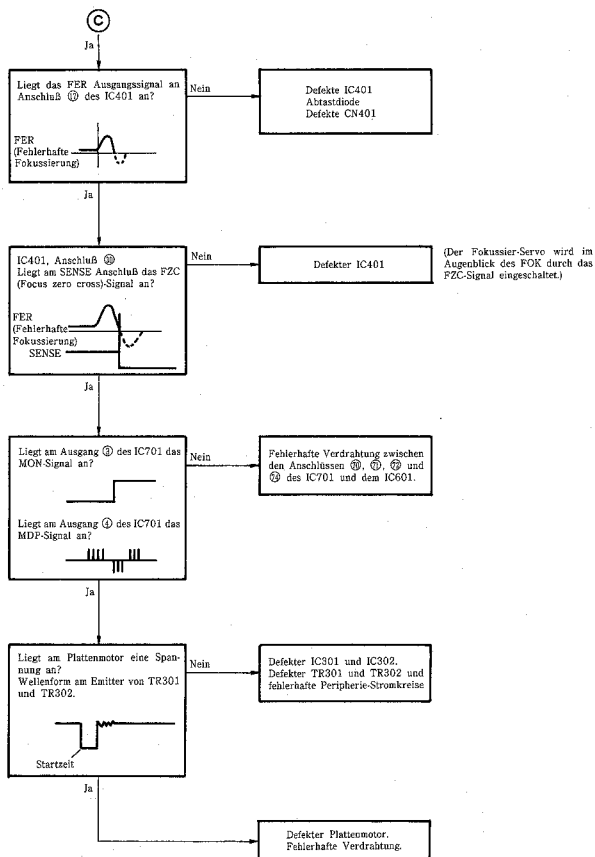 C
Ja
Liegt das FER Ausgangssignal an
Anschluß ⑰ des IC401 an?
FER
(Fehlerhafte
Fokussierung)
Nein
Defekte IC401
Abtastdiode
Defekte CN401
Ja
IC401, Anschluß
Liegt am SENSE Anschluß das FZC
(Focus zero cross)-Signal an?
FER
(Fehlerhafte
Fokussierung)
SENSE
Nein
Defekter IC401
(Der Fokussier-Servo wird im
Augenblick des FOK durch das
FZC-Signal eingeschaltet.)
Ja
Liegt am Ausgang ③ des IC701 das
MON-Signal an?
Liegt am Ausgang ④ des IC701 das
MDP-Signal an?
Nein
Fehlerhafte Verdrahtung zwischen
den Anschlüssen und
des IC701 und dem IC601.
Ja
Liegt am Plattenmotor eine Span-
nung an?
Wellenform am Emitter von TR301
und TR302.
Startzeit
Nein
Defekter IC301 und IC302.
Defekter TR301 und TR302 und
fehlerhafte Peripherie-Stromkreise
Ja
Defekter Plattenmotor.
Fehlerhafte Verdrahtung.